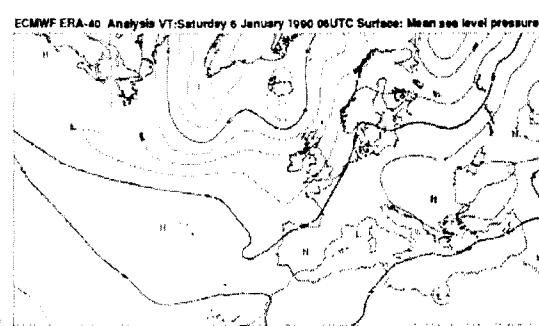 ECMWF ERA-40 Analysis VT:Saturday 6 January 1990 06UTC Surface: Mean sea level pressure
H
H
H
L
H
H
L